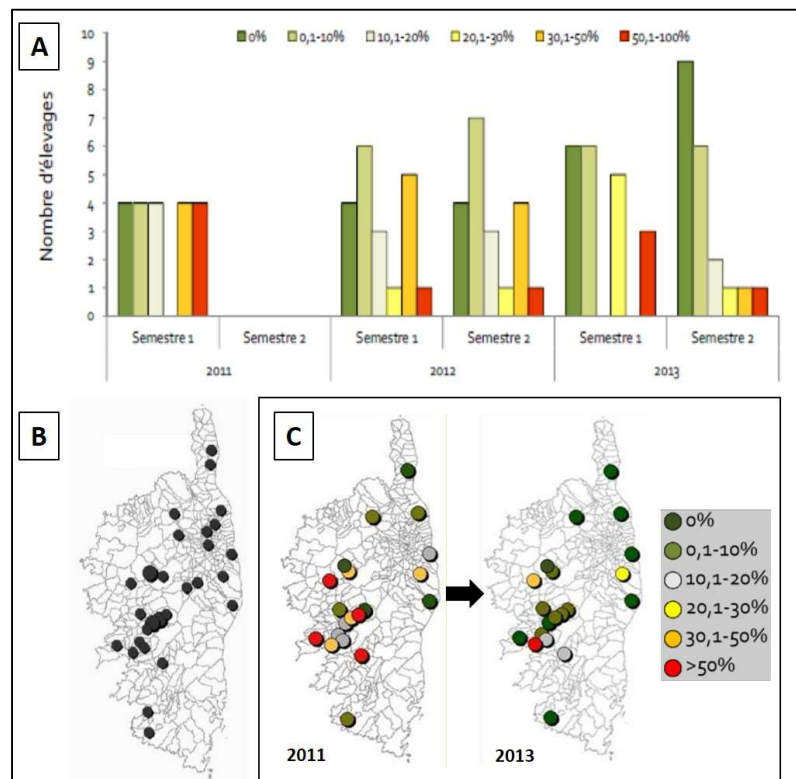 A
0% 0,1-10% 10,1-20% 20,1-30% 30,1-50% 50,1-100%
Nombre d'élevages
10
9
8
7
6
5
4
3
2
1
0
Semestre 1 Semestre 2 Semestre 1 Semestre 2 Semestre 1 Semestre 2
2011 2012 2013
B
C
0%
0,1-10%
10,1-20%
20,1-30%
30,1-50%
>50%
2011 2013